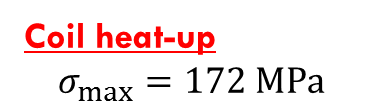 Coil heat-up
σmax = 172 MPa